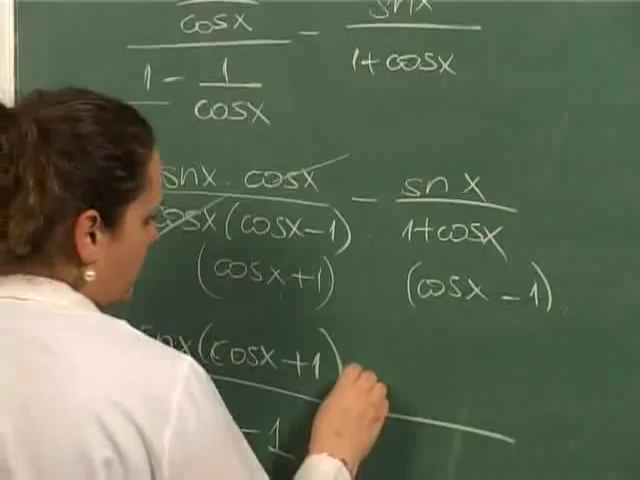 cosx - snx
1 - 1 1+cosx
cosx
snx . cosx - sn x
cosx (cosx-1) 1+cosx
(cosx+1) (cosx - 1)
snx (cosx+1)
- 1